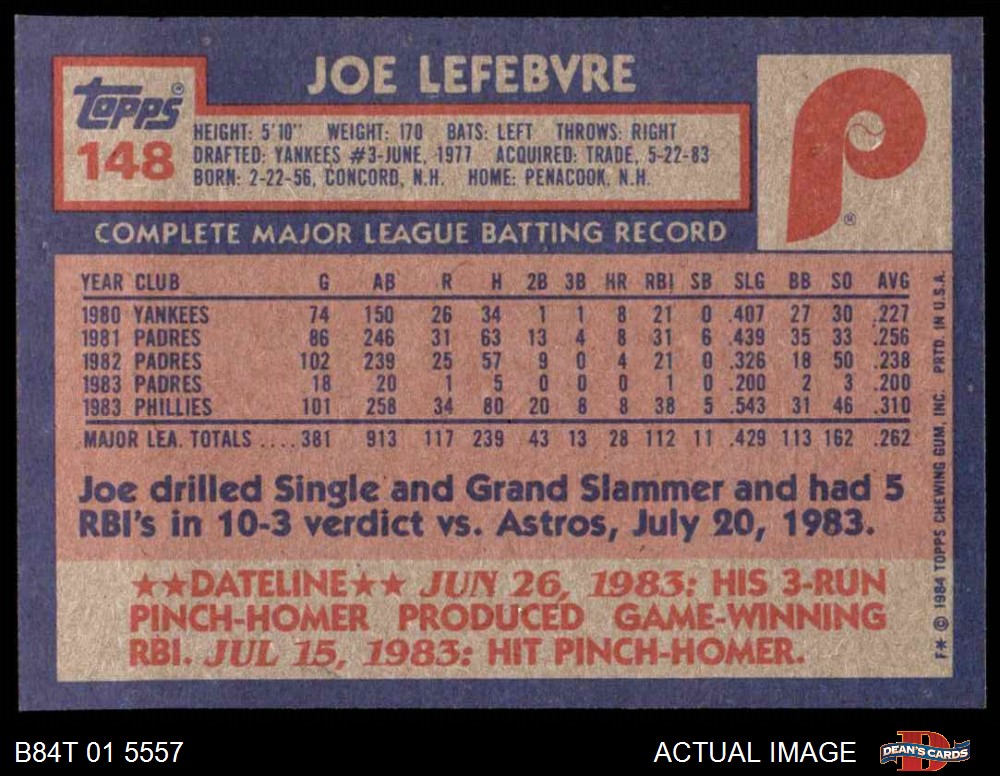 JOE LEFEBVRE
topps®
148
HEIGHT: 5'10" WEIGHT: 170 BATS: LEFT THROWS: RIGHT
DRAFTED: YANKEES #3-JUNE, 1977 ACQUIRED: TRADE, 5-22-83
BORN: 2-22-56, CONCORD, N.H. HOME: PENACOOK, N.H.
P
®
COMPLETE MAJOR LEAGUE BATTING RECORD
YEAR CLUB G AB R H 2B 3B HR RBI SB SLG BB SO AVG
1980 YANKEES 74 150 26 34 1 1 8 21 0 .407 27 30 .227
1981 PADRES 86 246 31 63 13 4 8 31 6 .439 35 33 .256
1982 PADRES 102 239 25 57 9 0 4 21 0 .326 18 50 .238
1983 PADRES 18 20 1 5 0 0 0 1 0 .200 2 3 .200
1983 PHILLIES 101 258 34 80 20 8 8 38 5 .543 31 46 .310
MAJOR LEA. TOTALS ....381 913 117 239 43 13 28 112 11 .429 113 162 .262
Joe drilled Single and Grand Slammer and had 5
RBI's in 10-3 verdict vs. Astros, July 20, 1983.
★★DATELINE★★ JUN 26, 1983: HIS 3-RUN
PINCH-HOMER PRODUCED GAME-WINNING
RBI. JUL 15, 1983: HIT PINCH-HOMER.
F* © 1984 TOPPS CHEWING GUM, INC. PRTD. IN U.S.A.
B84T 01 5557
ACTUAL IMAGE
D
DEAN'S CARDS